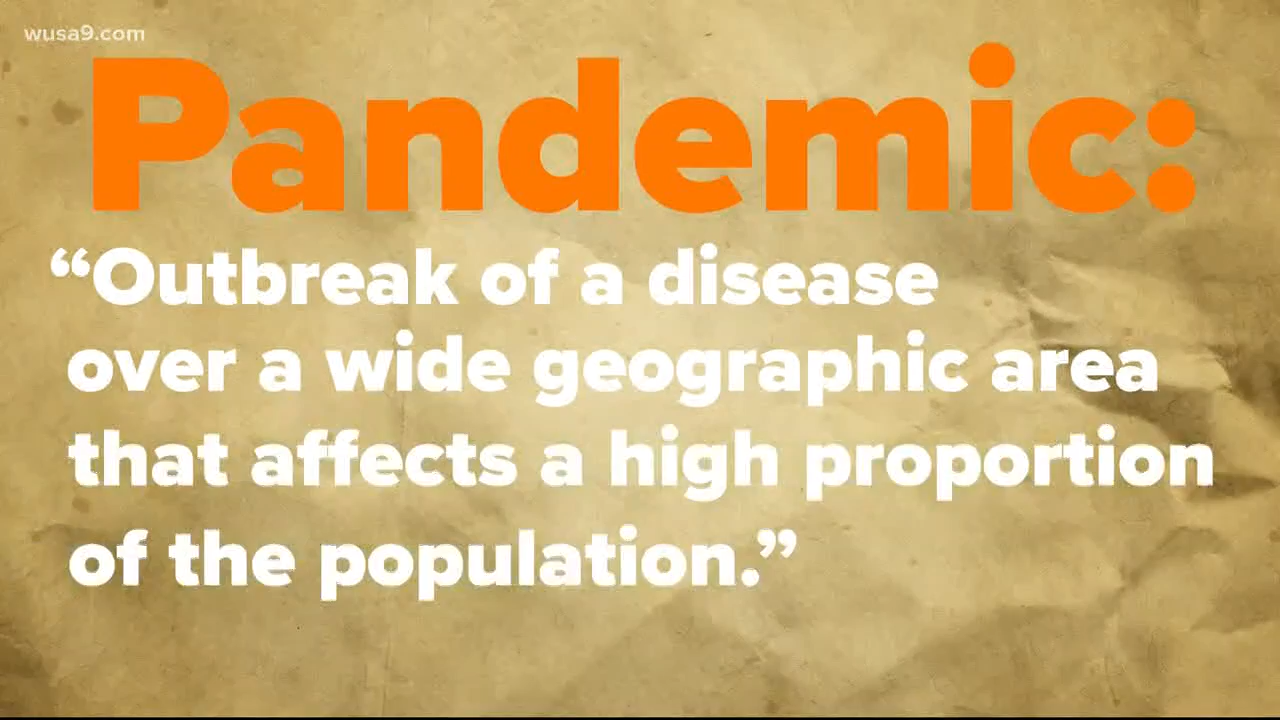 wusa9.com
Pandemic:
“Outbreak of a disease
over a wide geographic area
that affects a high proportion
of the population.”